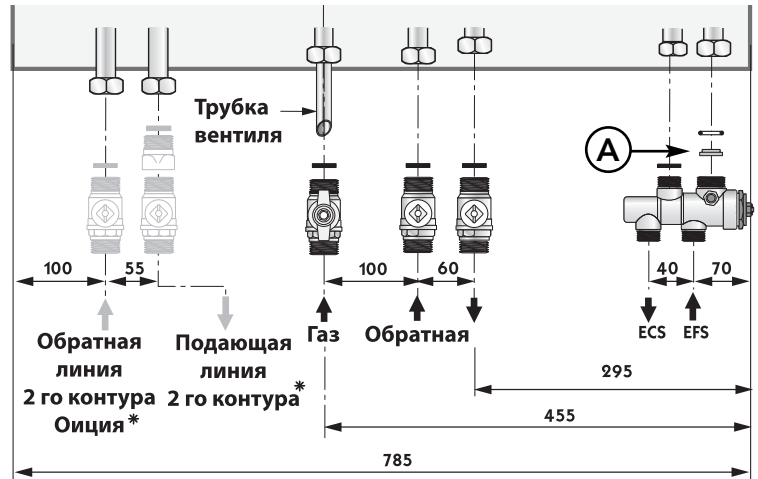 Трубка
вентиля
A
100
55
100
60
40
70
Обратная
линия
2 го контура
Оиция*
Подающая
линия
2 го контура*
Газ
Обратная
ECS
EFS
295
455
785